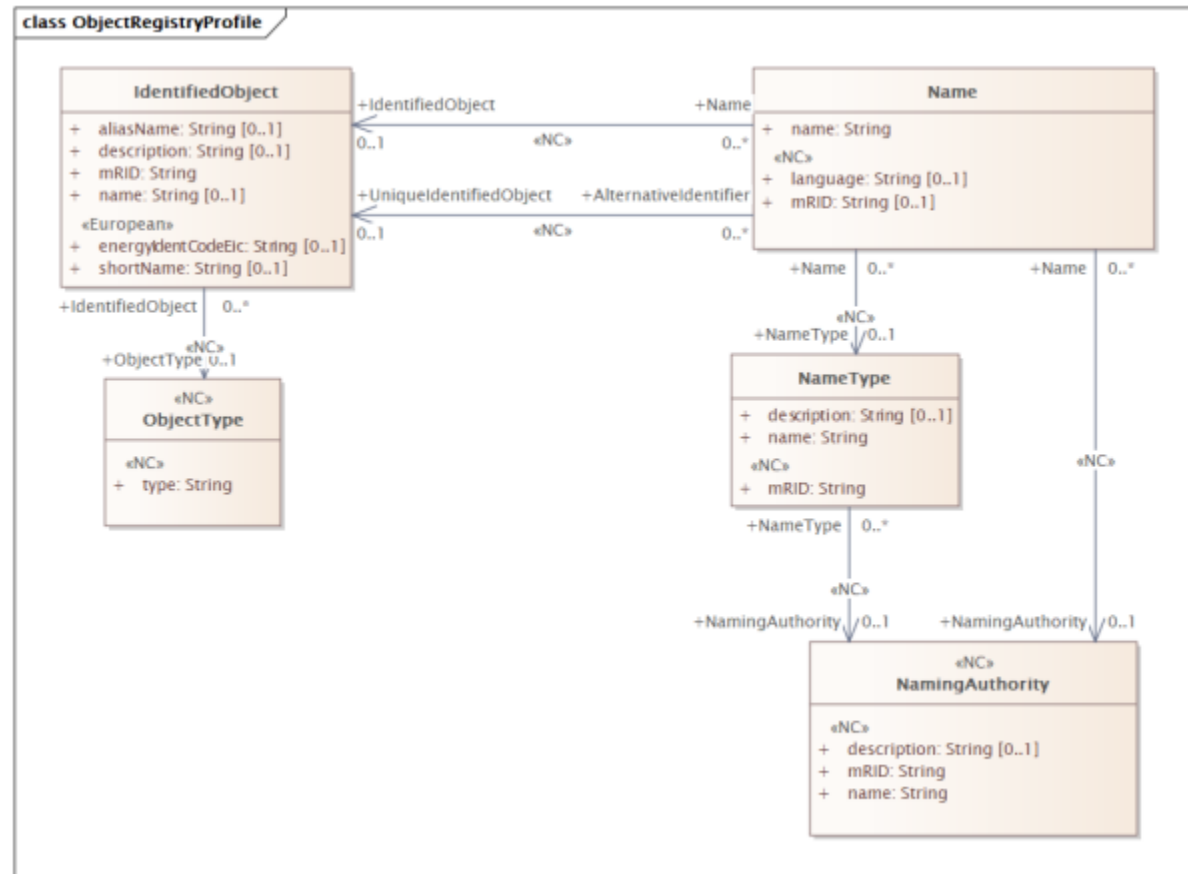 class ObjectRegistryProfile
IdentifiedObject
+ aliasName: String [0..1]
+ description: String [0..1]
+ mRID: String
+ name: String [0..1]
«European»
+ energyIdentCodeEic: String [0..1]
+ shortName: String [0..1]
+IdentifiedObject
+Name
0..1
«NC»
0..*
+UniqueIdentifiedObject
+AlternativeIdentifier
0..1
«NC»
0..*
Name
+ name: String
«NC»
+ language: String [0..1]
+ mRID: String [0..1]
+IdentifiedObject 0..*
«NC»
+ObjectType 0..1
«NC»
ObjectType
«NC»
+ type: String
+Name 0..*
«NC»
+NameType 0..1
+Name 0..*
«NC»
NameType
+ description: String [0..1]
+ name: String
«NC»
+ mRID: String
+NameType 0..*
«NC»
+NamingAuthority 0..1
+NamingAuthority 0..1
«NC»
NamingAuthority
«NC»
+ description: String [0..1]
+ mRID: String
+ name: String